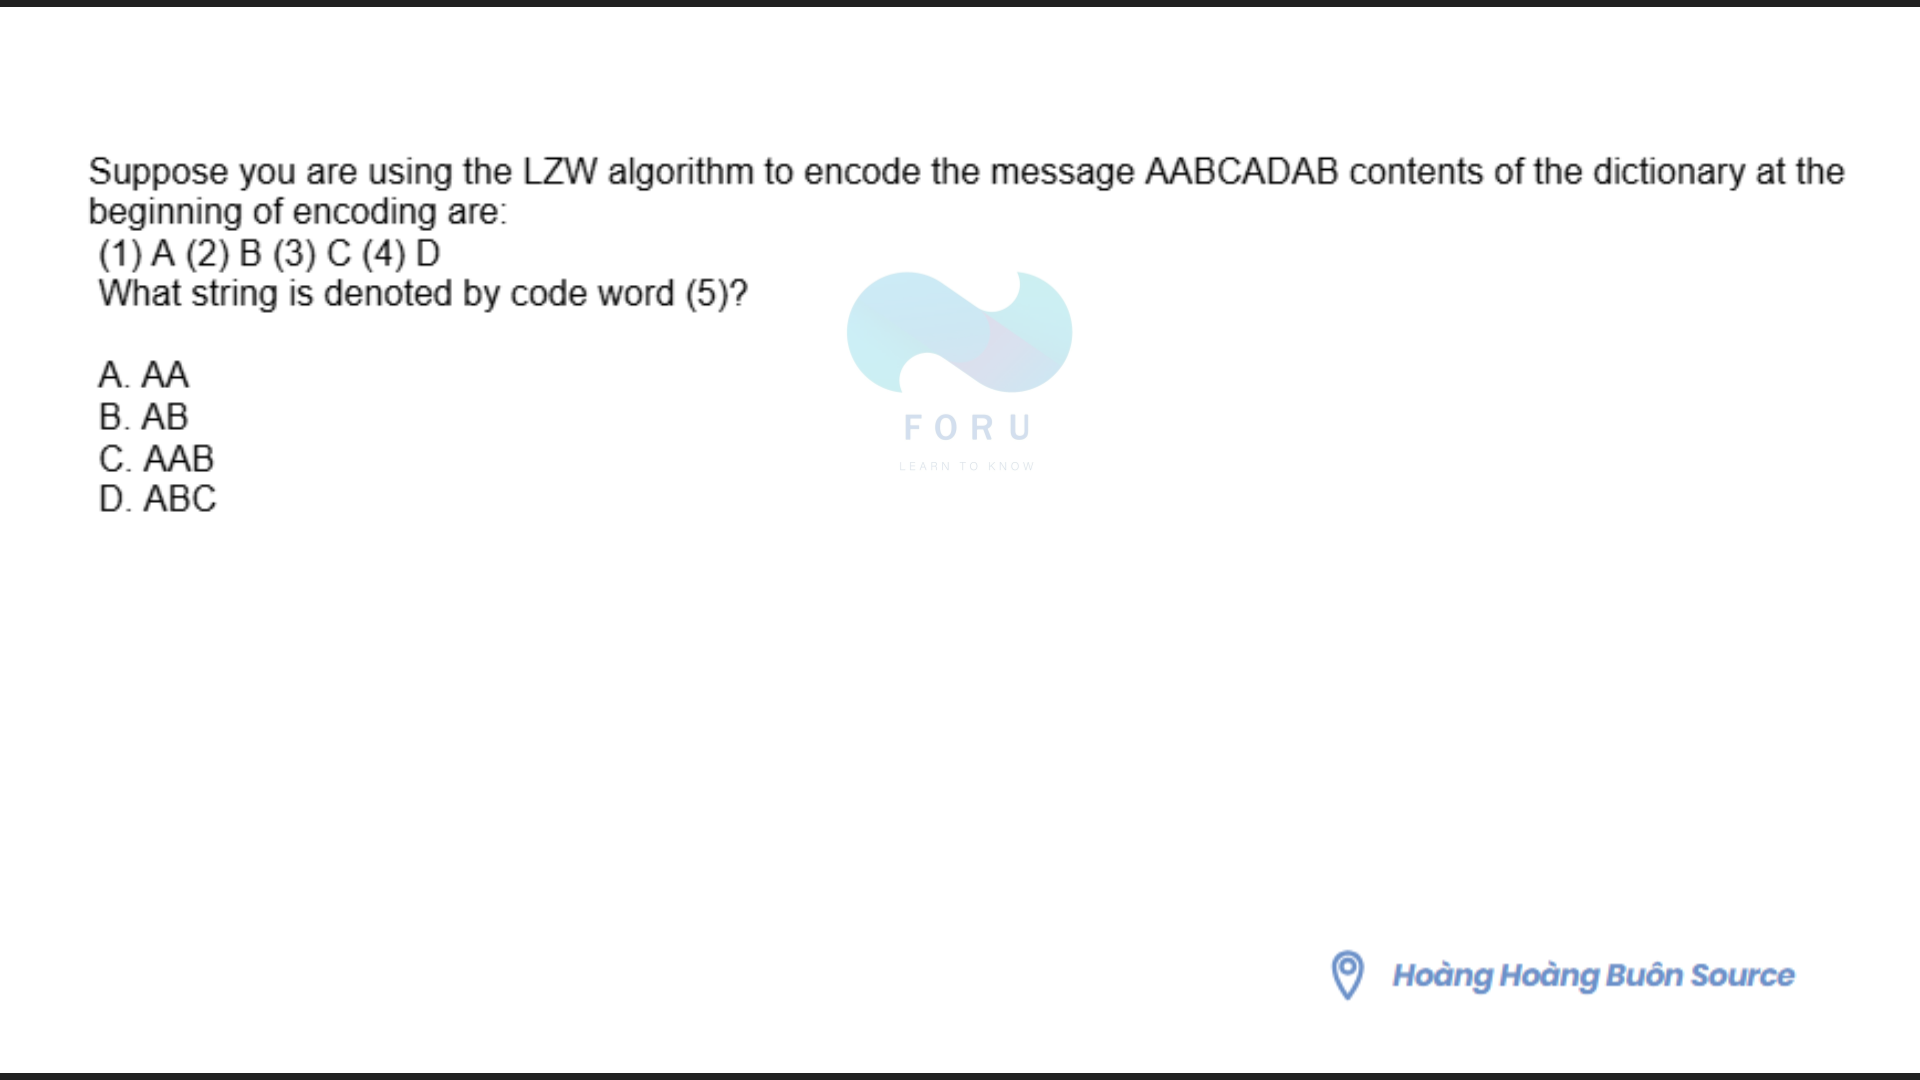 Suppose you are using the LZW algorithm to encode the message AABCADAB contents of the dictionary at the
beginning of encoding are:
(1) A (2) B (3) C (4) D
What string is denoted by code word (5)?
A. AA
B. AB
C. AAB
D. ABC
FORU
LEARN TO KNOW
Hoàng Hoàng Buôn Source